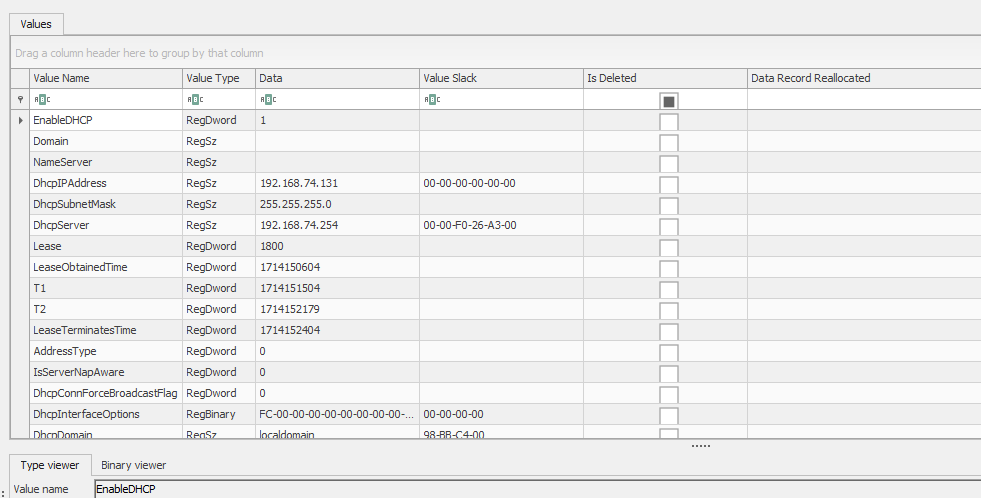 Values
Drag a column header here to group by that column
Value Name Value Type Data Value Slack Is Deleted Data Record Reallocated
ABC ABC ABC ABC
EnableDHCP RegDword 1
Domain RegSz
NameServer RegSz
DhcpIPAddress RegSz 192.168.74.131 00-00-00-00-00-00
DhcpSubnetMask RegSz 255.255.255.0
DhcpServer RegSz 192.168.74.254 00-00-F0-26-A3-00
Lease RegDword 1800
LeaseObtainedTime RegDword 1714150604
T1 RegDword 1714151504
T2 RegDword 1714152179
LeaseTerminatesTime RegDword 1714152404
AddressType RegDword 0
IsServerNapAware RegDword 0
DhcpConnForceBroadcastFlag RegDword 0
DhcpInterfaceOptions RegBinary FC-00-00-00-00-00-00-00-00-... 00-00-00-00
DhcpDomain RegSz localdomain 98-BB-C4-00
Type viewer Binary viewer
Value name EnableDHCP